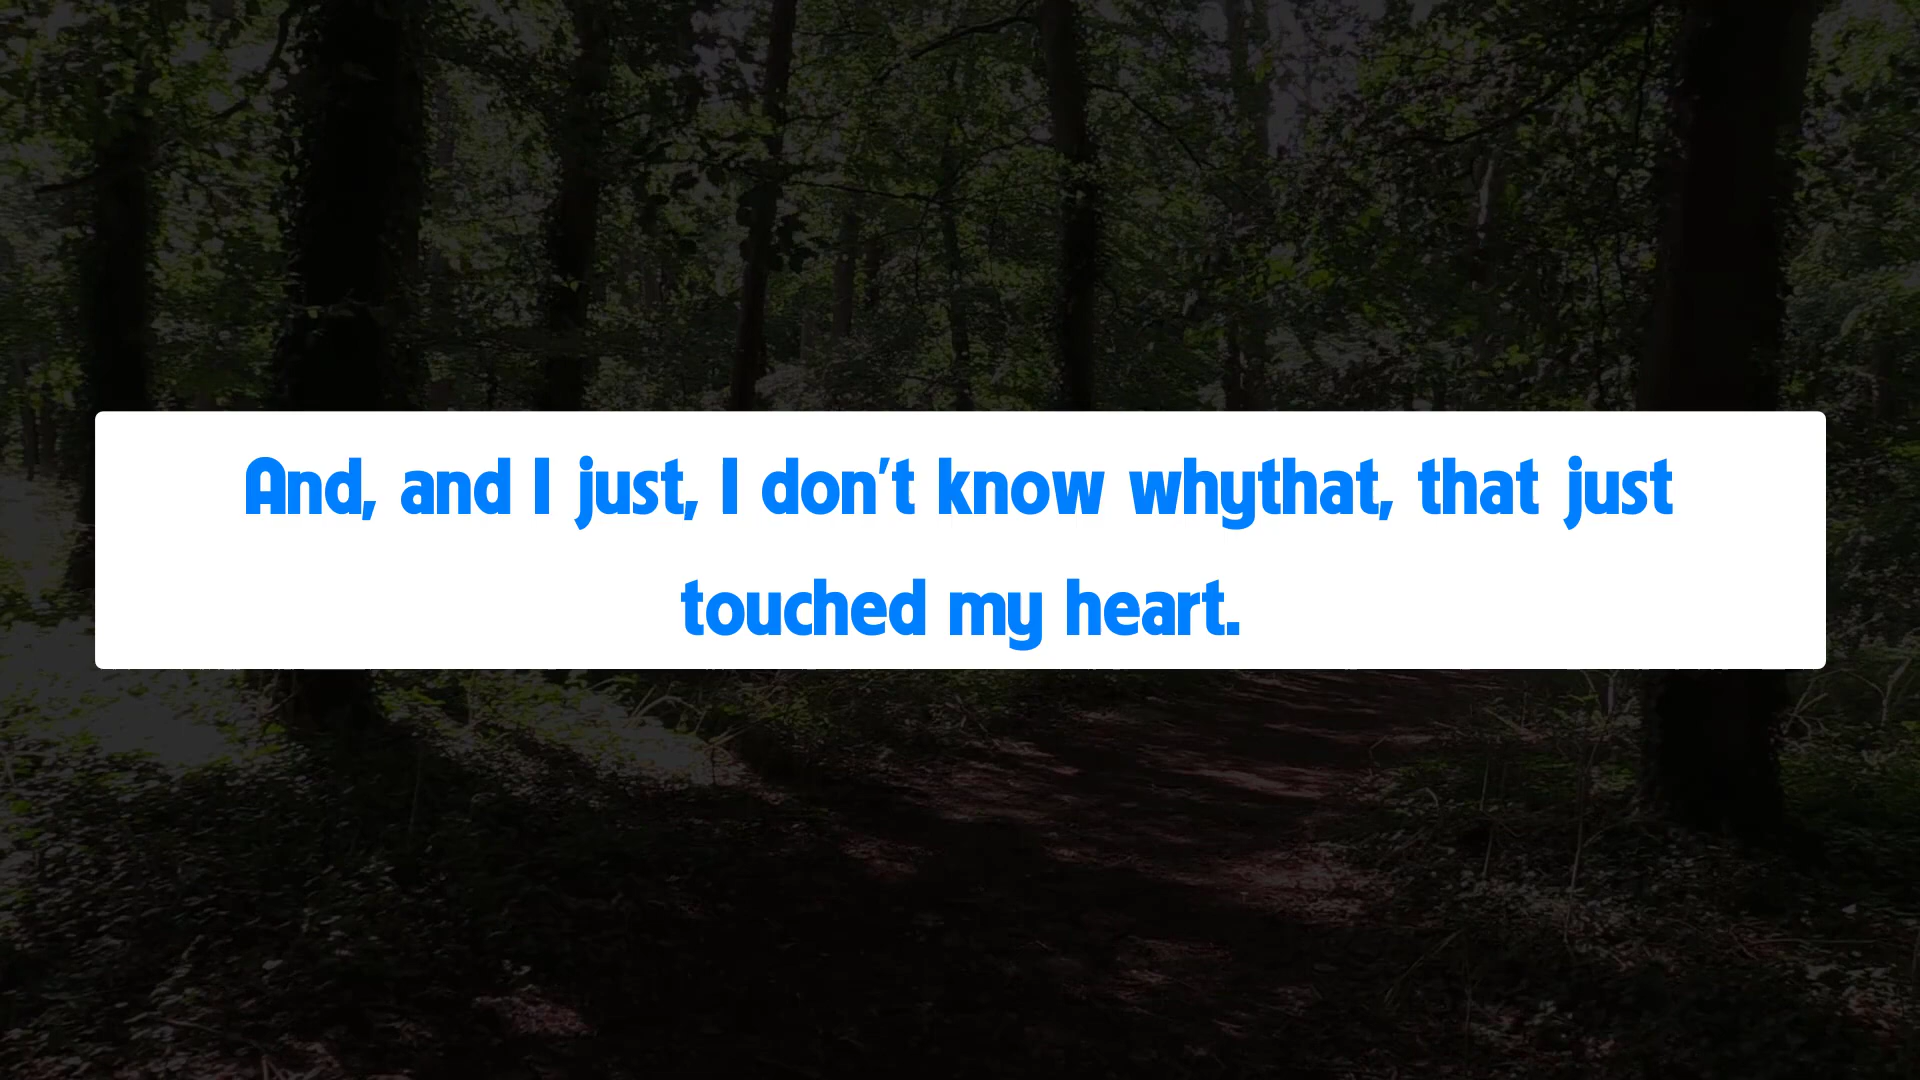 And, and I just, I don't know whythat, that just
touched my heart.